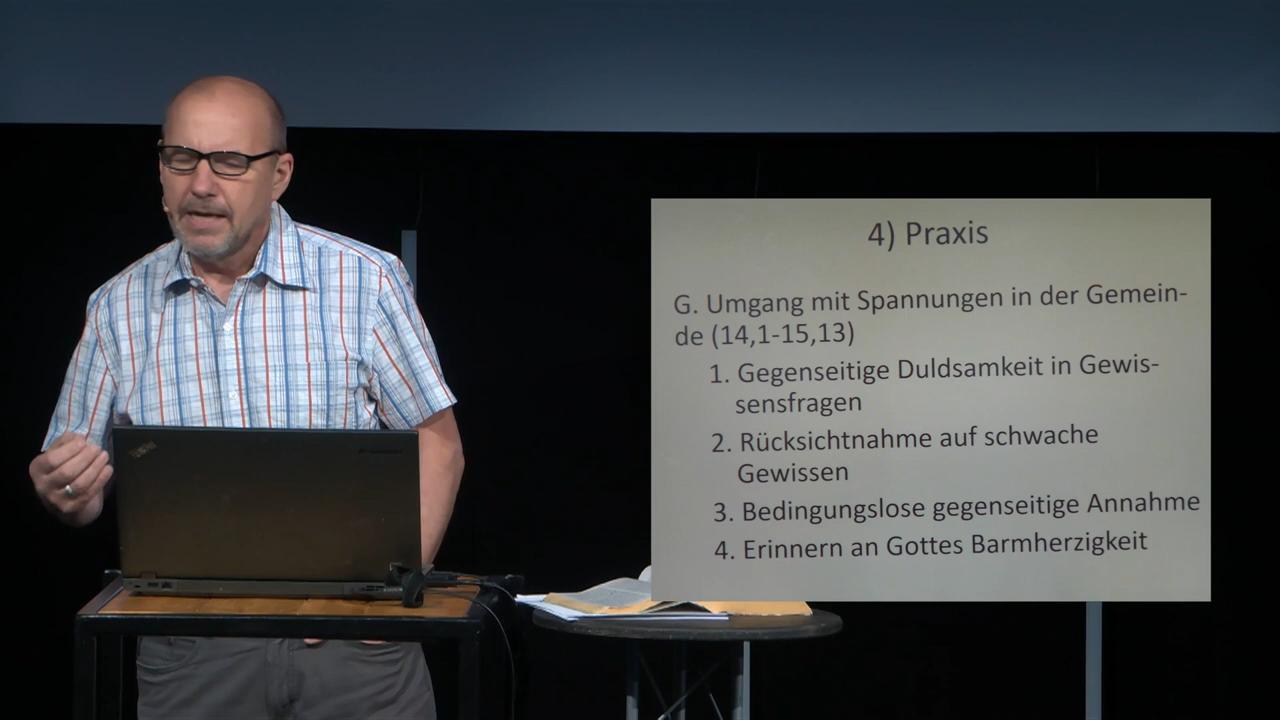 4) Praxis
G. Umgang mit Spannungen in der Gemein-
de (14,1-15,13)
1. Gegenseitige Duldsamkeit in Gewis-
sensfragen
2. Rücksichtnahme auf schwache
Gewissen
3. Bedingungslose gegenseitige Annahme
4. Erinnern an Gottes Barmherzigkeit